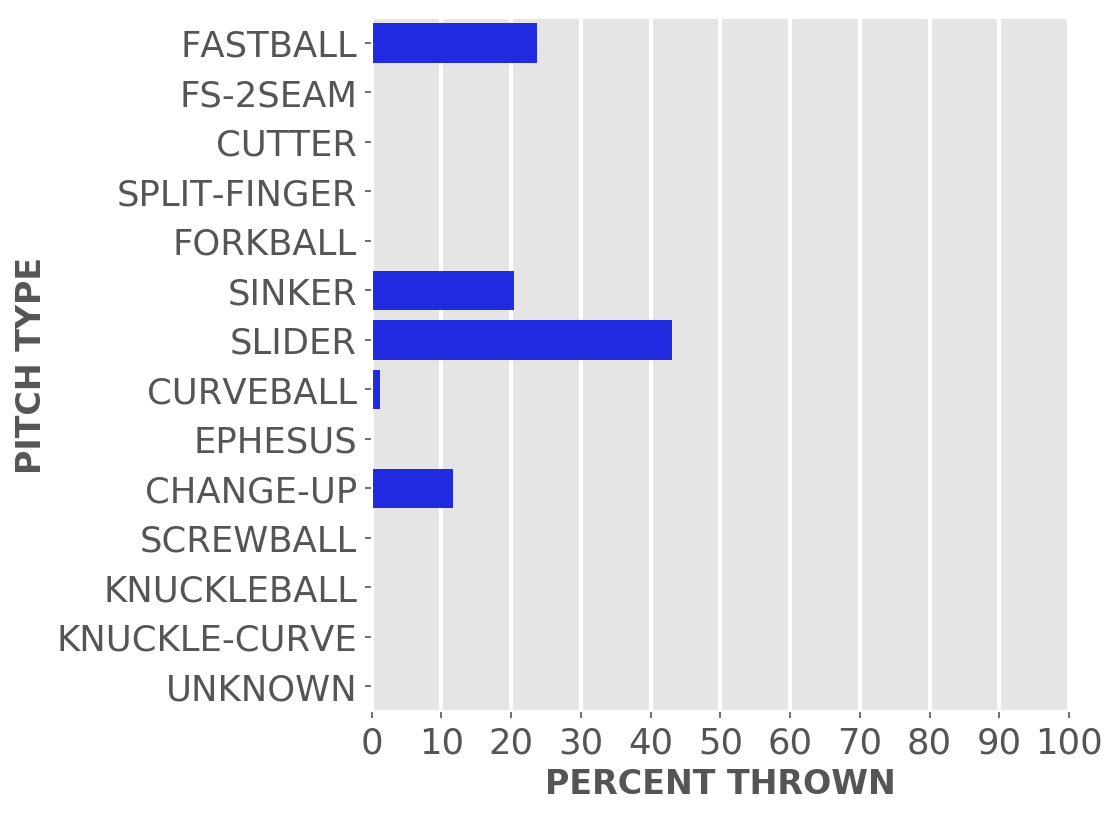 FASTBALL
FS-2SEAM
CUTTER
SPLIT-FINGER
FORKBALL
SINKER
SLIDER
CURVEBALL
EPHESUS
CHANGE-UP
SCREWBALL
KNUCKLEBALL
KNUCKLE-CURVE
UNKNOWN
PITCH TYPE
0 10 20 30 40 50 60 70 80 90 100
PERCENT THROWN